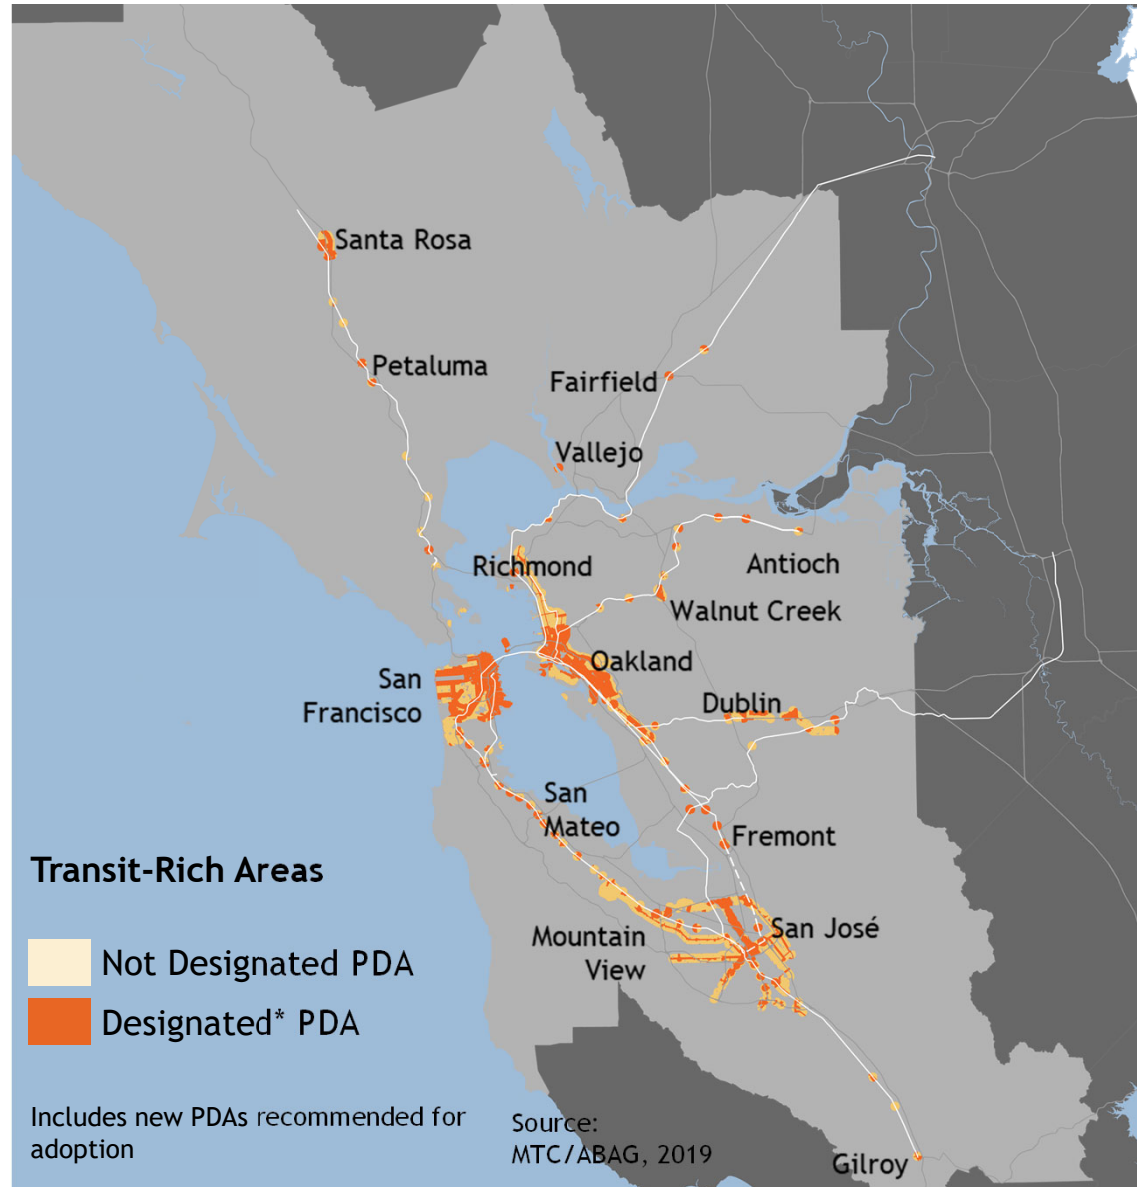 Santa Rosa
Petaluma
Fairfield
Vallejo
Richmond
Antioch
Walnut Creek
Oakland
San
Francisco
Dublin
San
Mateo
Fremont
Mountain
View
San José
Gilroy
Transit-Rich Areas
Not Designated PDA
Designated* PDA
Includes new PDAs recommended for
adoption
Source:
MTC/ABAG, 2019